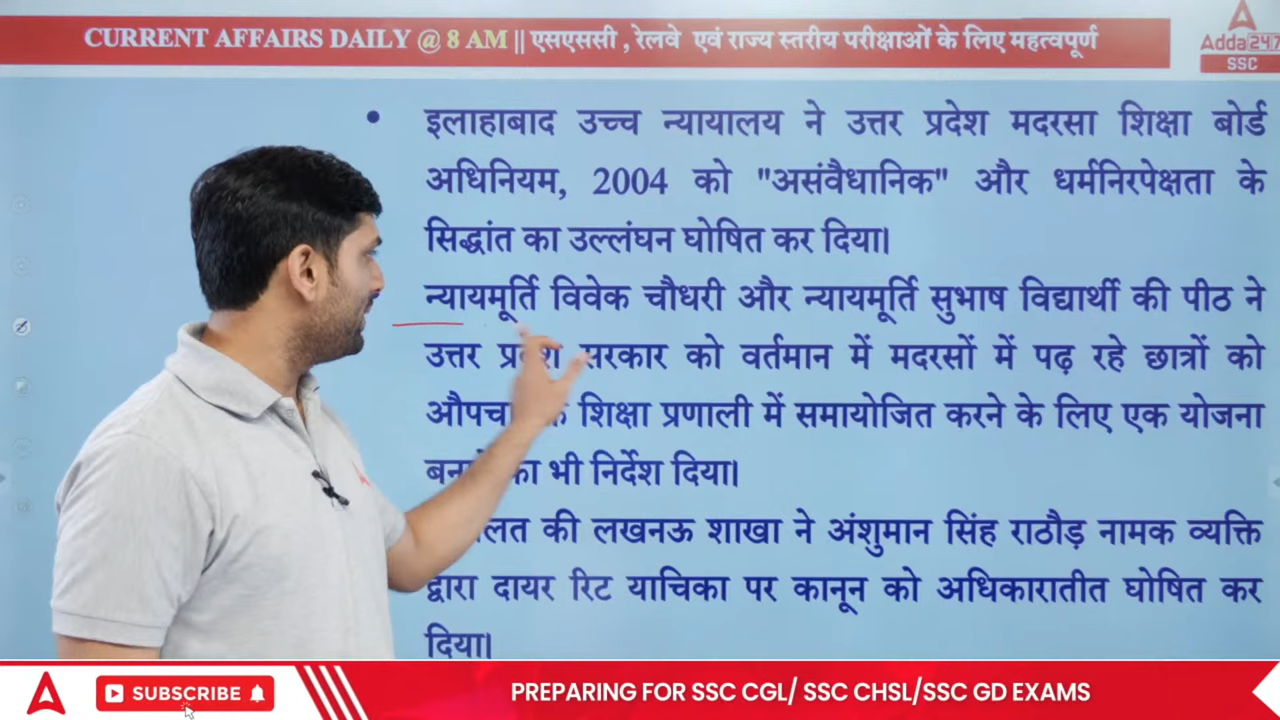 CURRENT AFFAIRS DAILY @ 8 AM || एसएससी , रेलवे एवं राज्य स्तरीय परीक्षाओं के लिए महत्वपूर्ण
Adda247
SSC
• इलाहाबाद उच्च न्यायालय ने उत्तर प्रदेश मदरसा शिक्षा बोर्ड
अधिनियम, 2004 को "असंवैधानिक" और धर्मनिरपेक्षता के
सिद्धांत का उल्लंघन घोषित कर दिया।
न्यायमूर्ति विवेक चौधरी और न्यायमूर्ति सुभाष विद्यार्थी की पीठ ने
उत्तर प्रदेश सरकार को वर्तमान में मदरसों में पढ़ रहे छात्रों को
शिक्षा प्रणाली में समायोजित करने के लिए एक योजना
का भी निर्देश दिया।
की लखनऊ शाखा ने अंशुमान सिंह राठौड़ नामक व्यक्ति
द्वारा दायर रिट याचिका पर कानून को अधिकारातीत घोषित कर
दिया।
SUBSCRIBE
PREPARING FOR SSC CGL/ SSC CHSL/SSC GD EXAMS